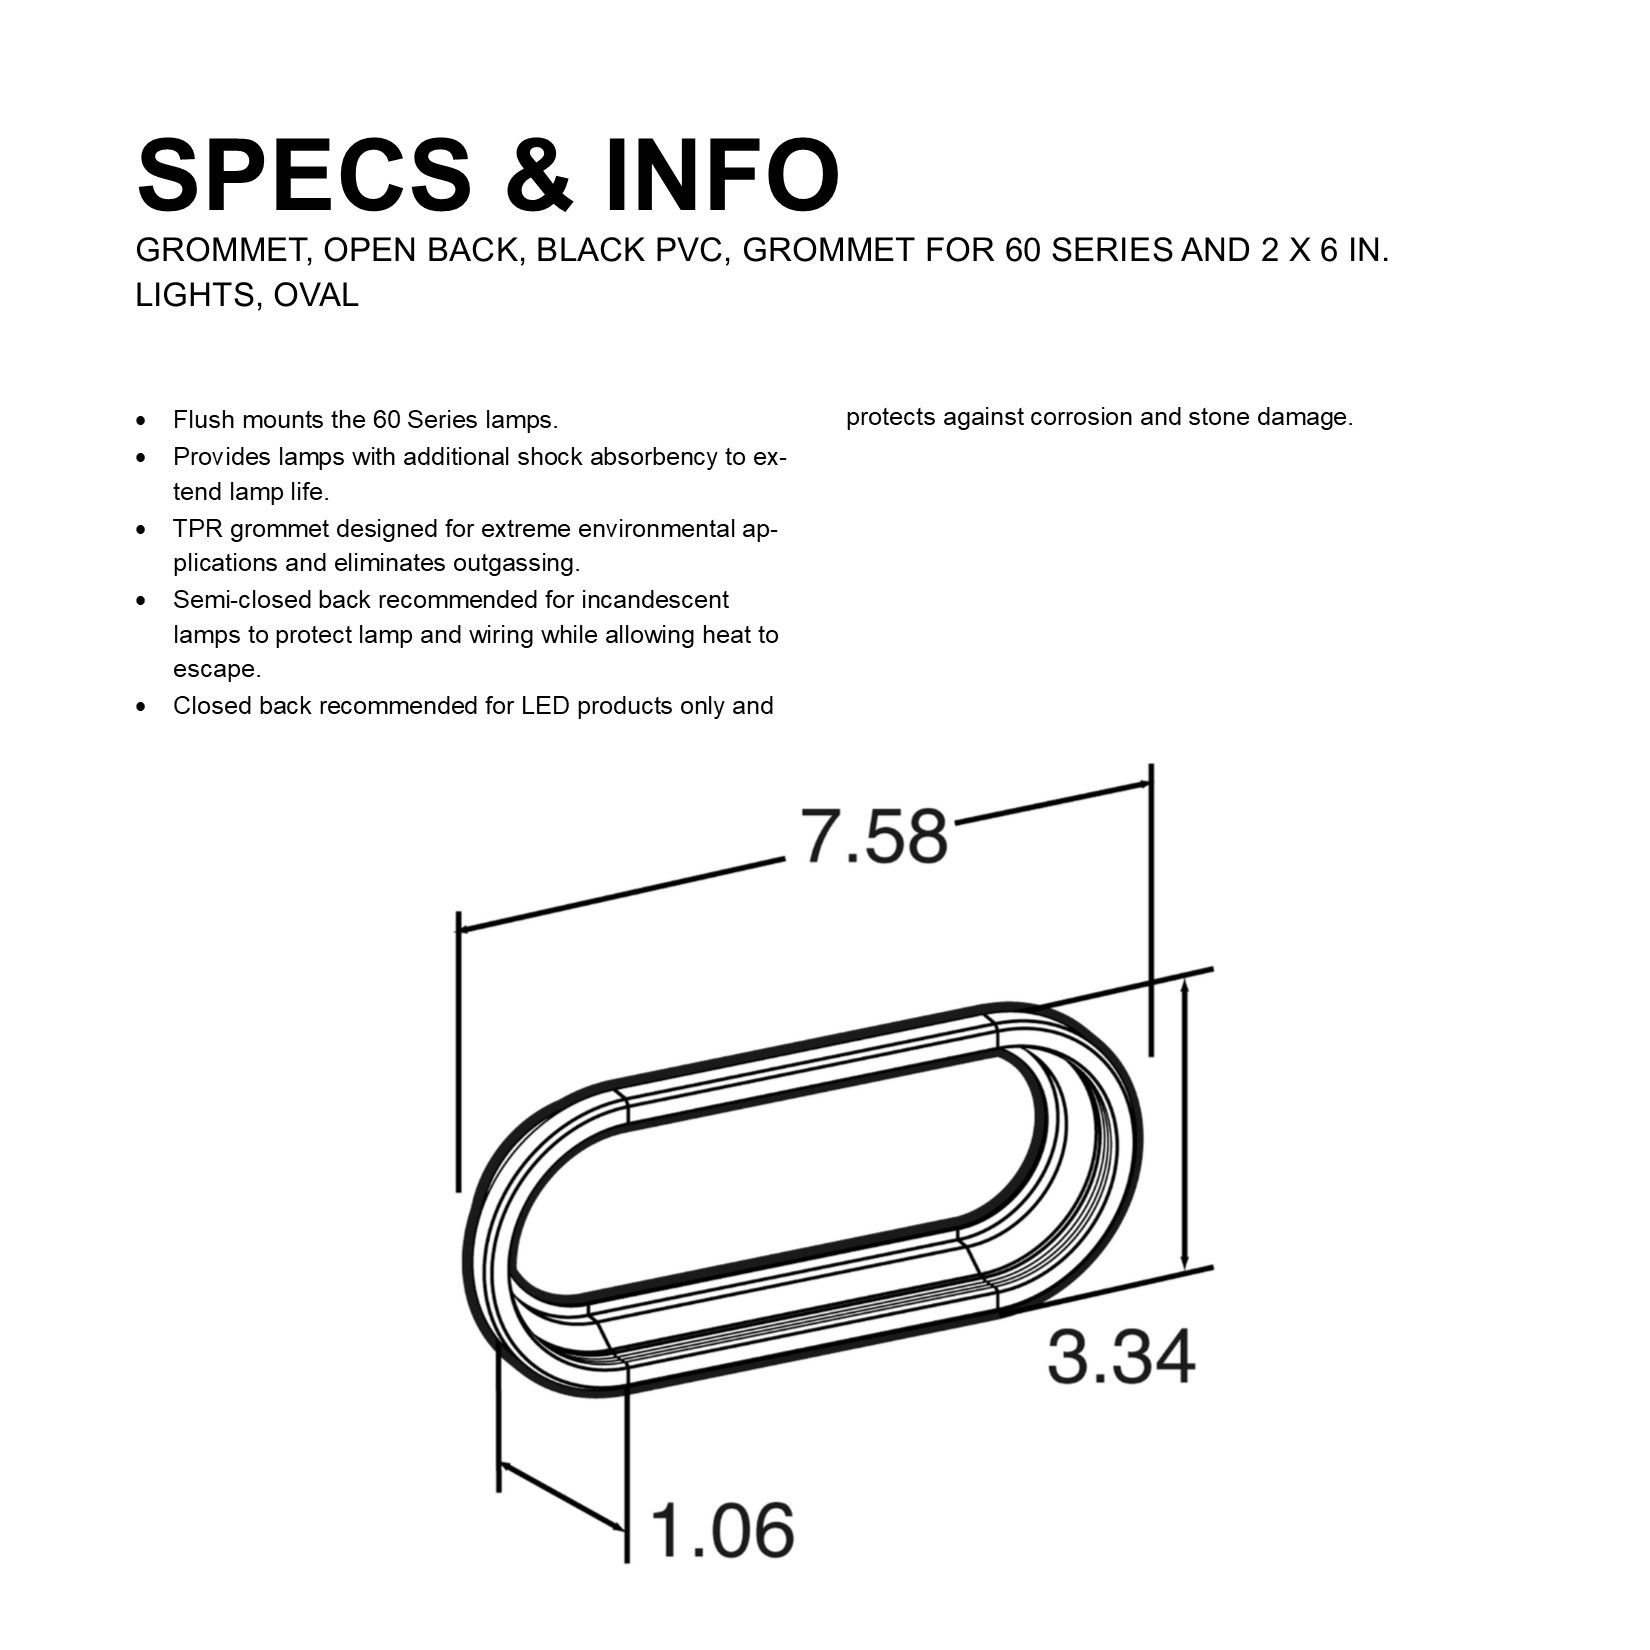 SPECS & INFO
GROMMET, OPEN BACK, BLACK PVC, GROMMET FOR 60 SERIES AND 2 X 6 IN.
LIGHTS, OVAL
• Flush mounts the 60 Series lamps.
• Provides lamps with additional shock absorbency to ex-
tend lamp life.
• TPR grommet designed for extreme environmental ap-
plications and eliminates outgassing.
• Semi-closed back recommended for incandescent
lamps to protect lamp and wiring while allowing heat to
escape.
• Closed back recommended for LED products only and
protects against corrosion and stone damage.
7.58
3.34
1.06